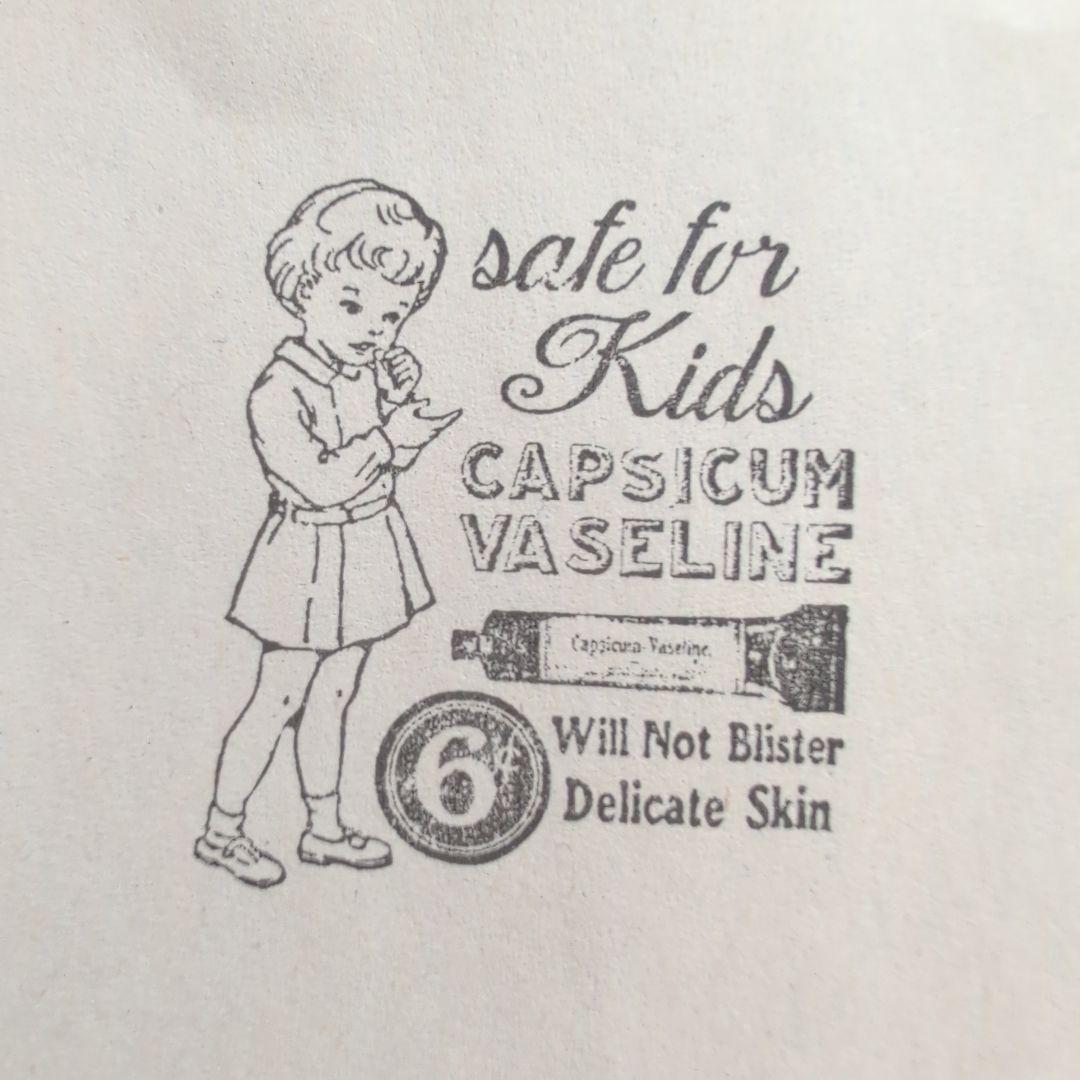 safe for
Kids
CAPSICUM
VASELINE
Capsicum-Vaseline.
6%
Will Not Blister
Delicate Skin